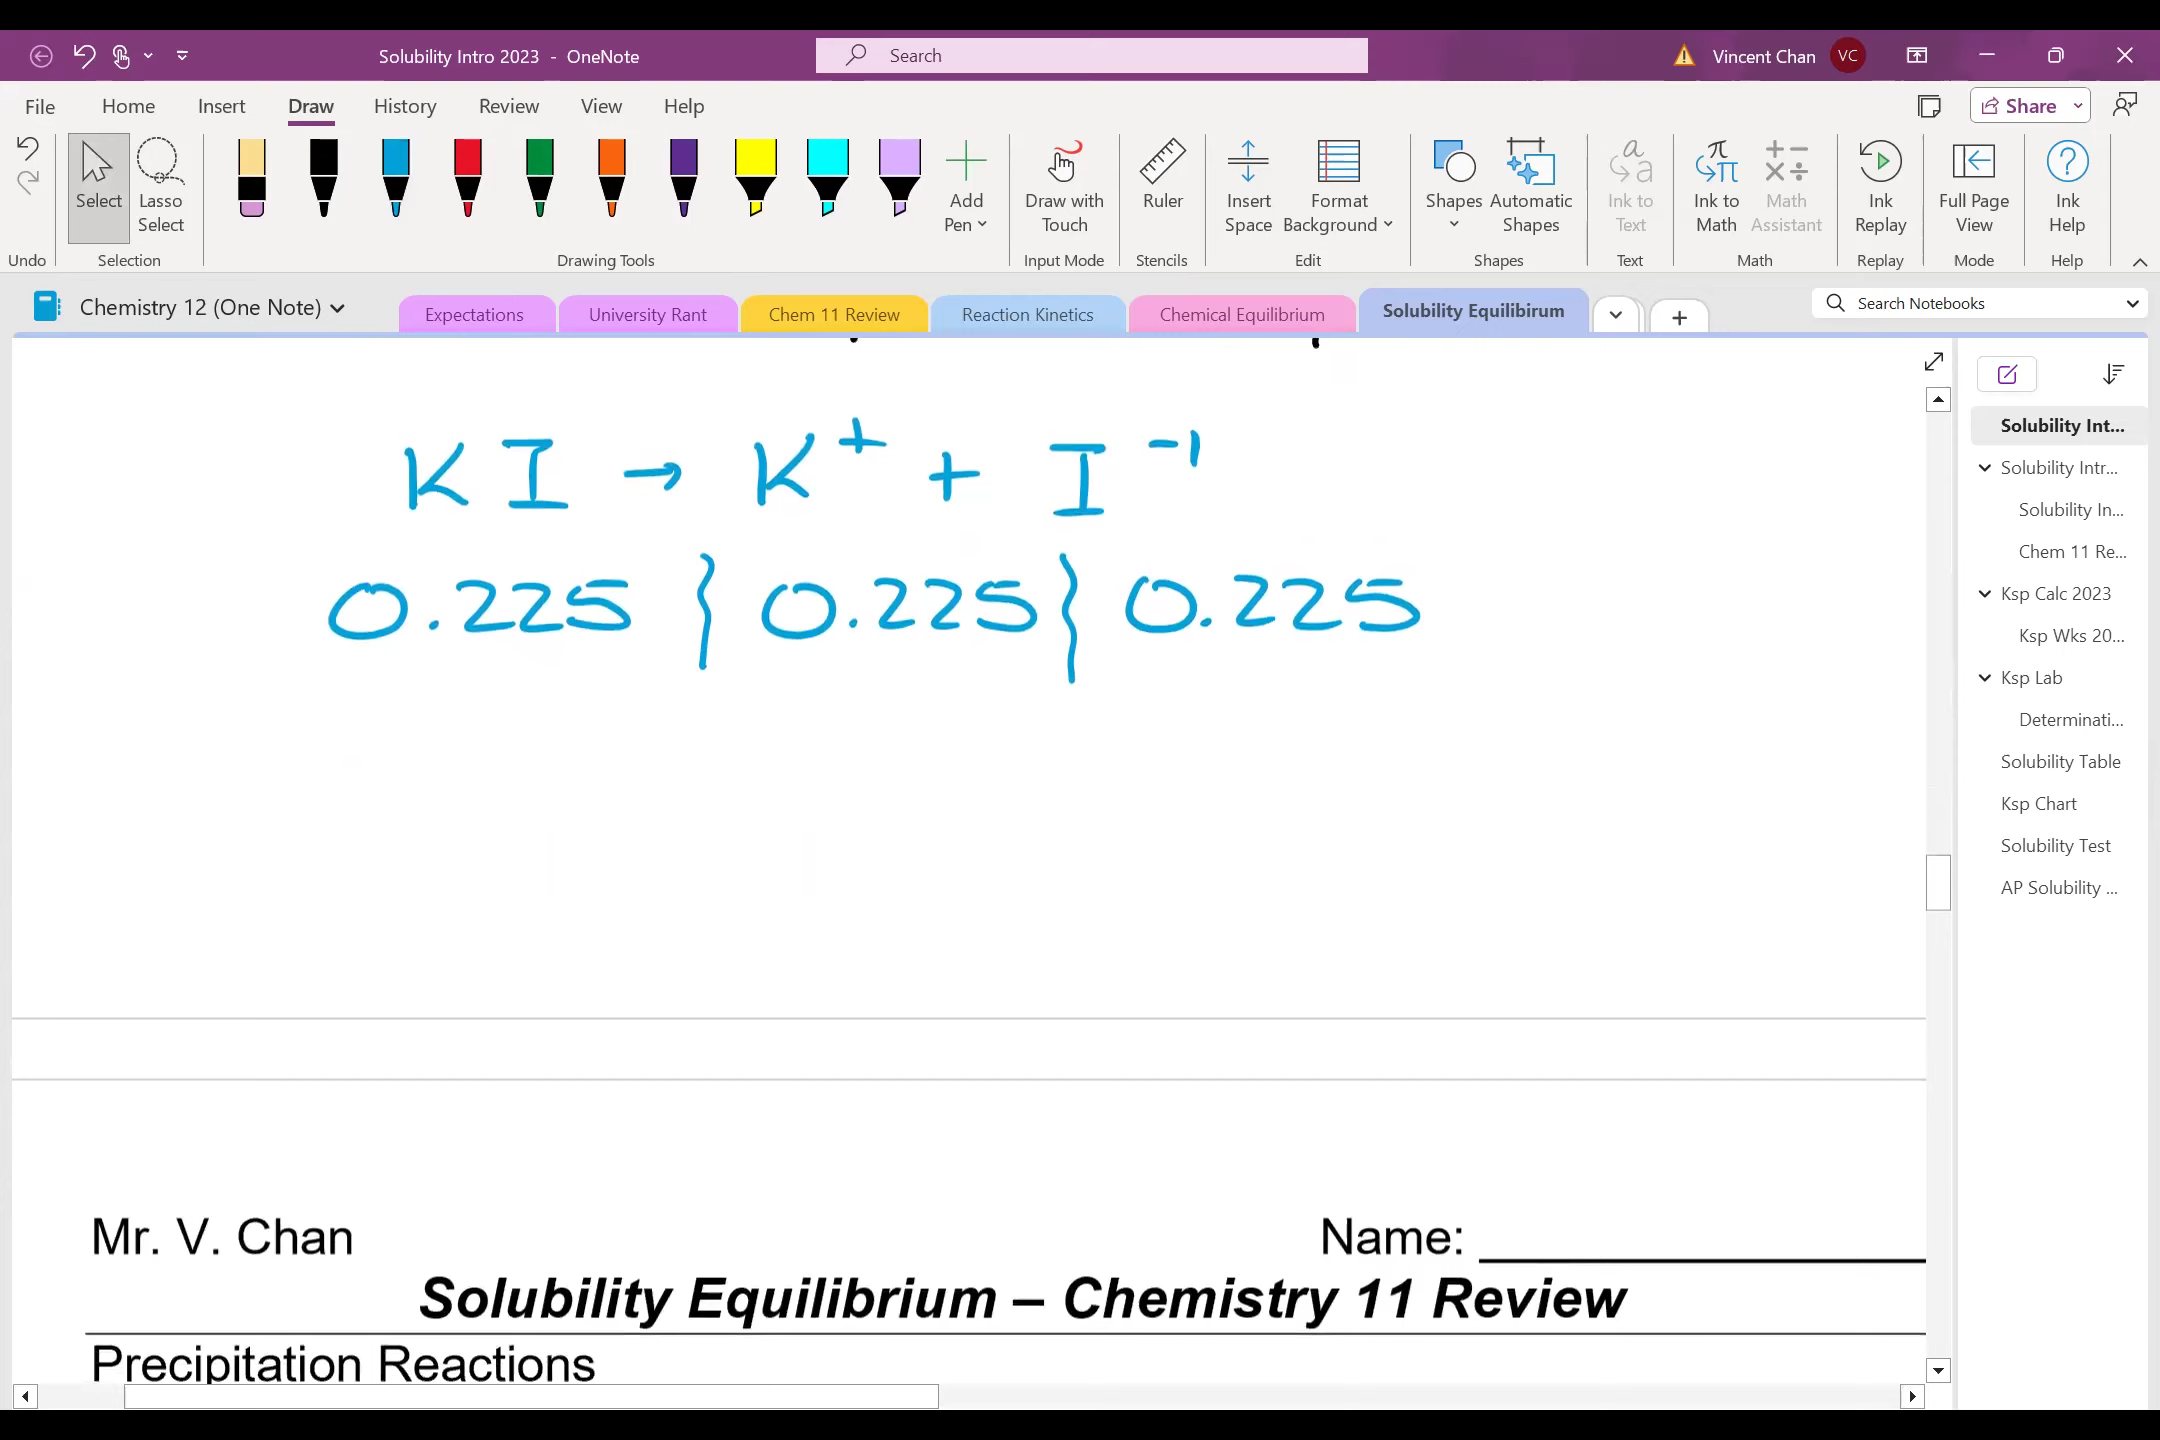 Solubility Intro 2023 - OneNote
Search
Vincent Chan VC
File Home Insert Draw History Review View Help
Share
Select
Lasso Select
Add Pen
Draw with Touch
Ruler
Insert Space
Format Background
Shapes
Automatic Shapes
Ink to Text
Ink to Math
Math Assistant
Ink Replay
Full Page View
Ink Help
Undo Selection Drawing Tools Input Mode Stencils Edit Shapes Text Math Replay Mode Help
Chemistry 12 (One Note)
Expectations University Rant Chem 11 Review Reaction Kinetics Chemical Equilibrium Solubility Equilibirum
Search Notebooks
KI → K⁺ + I⁻¹
0.225 } 0.225 } 0.225
Mr. V. Chan Name:
Solubility Equilibrium – Chemistry 11 Review
Precipitation Reactions
Solubility Int...
Solubility Intr...
Solubility In...
Chem 11 Re...
Ksp Calc 2023
Ksp Wks 20...
Ksp Lab
Determinati...
Solubility Table
Ksp Chart
Solubility Test
AP Solubility ...